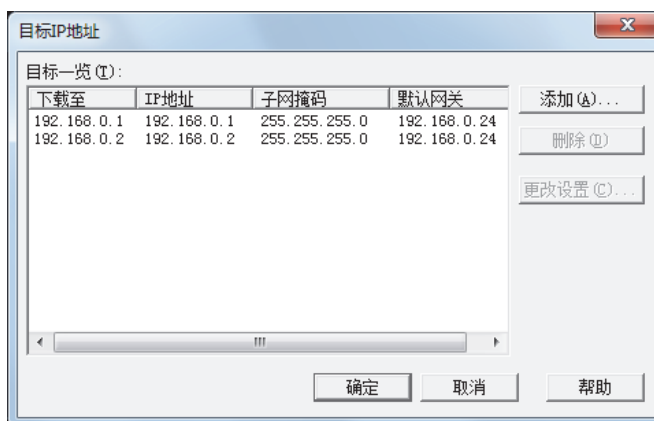 目标IP地址
目标一览(T):
下载至 IP地址 子网掩码 默认网关
192.168.0.1 192.168.0.1 255.255.255.0 192.168.0.24
192.168.0.2 192.168.0.2 255.255.255.0 192.168.0.24
添加(A)...
删除(D)
更改设置(C)...
确定 取消 帮助